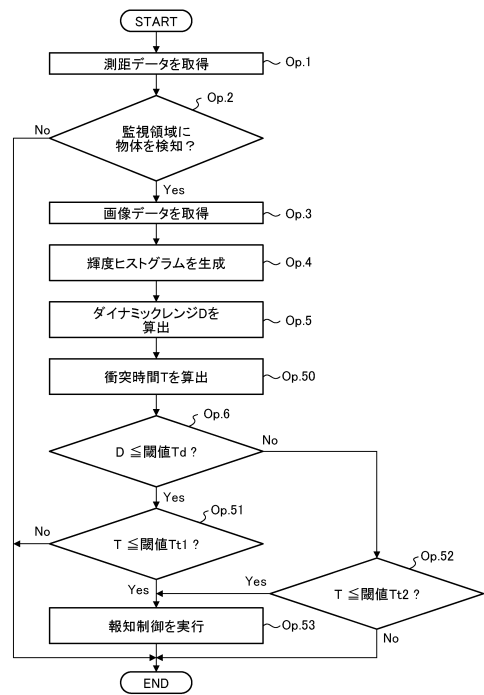 START
測距データを取得
Op.1
Op.2
監視領域に
物体を検知?
No
Yes
画像データを取得
Op.3
輝度ヒストグラムを生成
Op.4
ダイナミックレンジDを
算出
Op.5
衝突時間Tを算出
Op.50
Op.6
D ≦閾値Td ?
No
Yes
Op.51
No
T ≦閾値Tt1 ?
Op.52
Yes
Yes
T ≦閾値Tt2 ?
報知制御を実行
Op.53
No
END